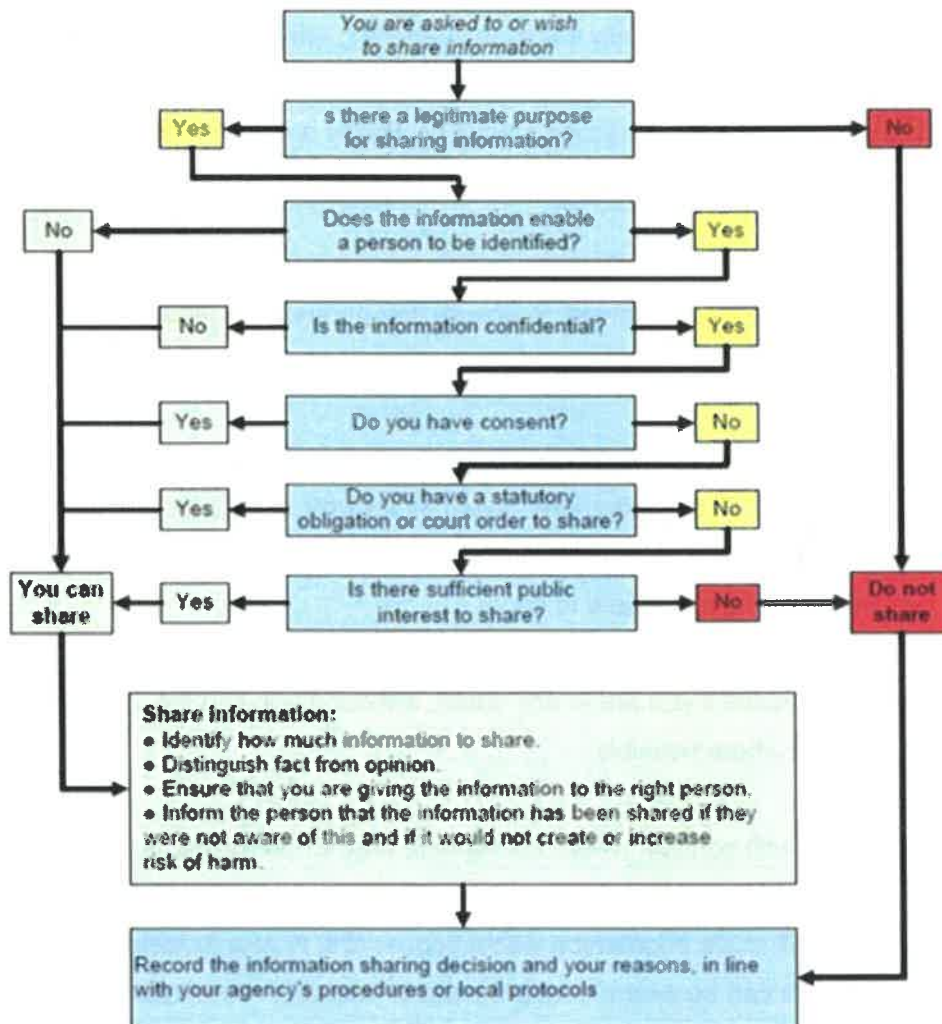 You are asked to or wish
to share information
s there a legitimate purpose
for sharing information?
Yes
No
Does the information enable
a person to be identified?
No
Yes
Is the information confidential?
No
Yes
Do you have consent?
Yes
No
Do you have a statutory
obligation or court order to share?
Yes
No
Is there sufficient public
interest to share?
Yes
No
You can
share
Do not
share
Share information:
● Identify how much information to share.
● Distinguish fact from opinion.
● Ensure that you are giving the information to the right person.
● Inform the person that the information has been shared if they
were not aware of this and if it would not create or increase
risk of harm.
Record the information sharing decision and your reasons, in line
with your agency's procedures or local protocols